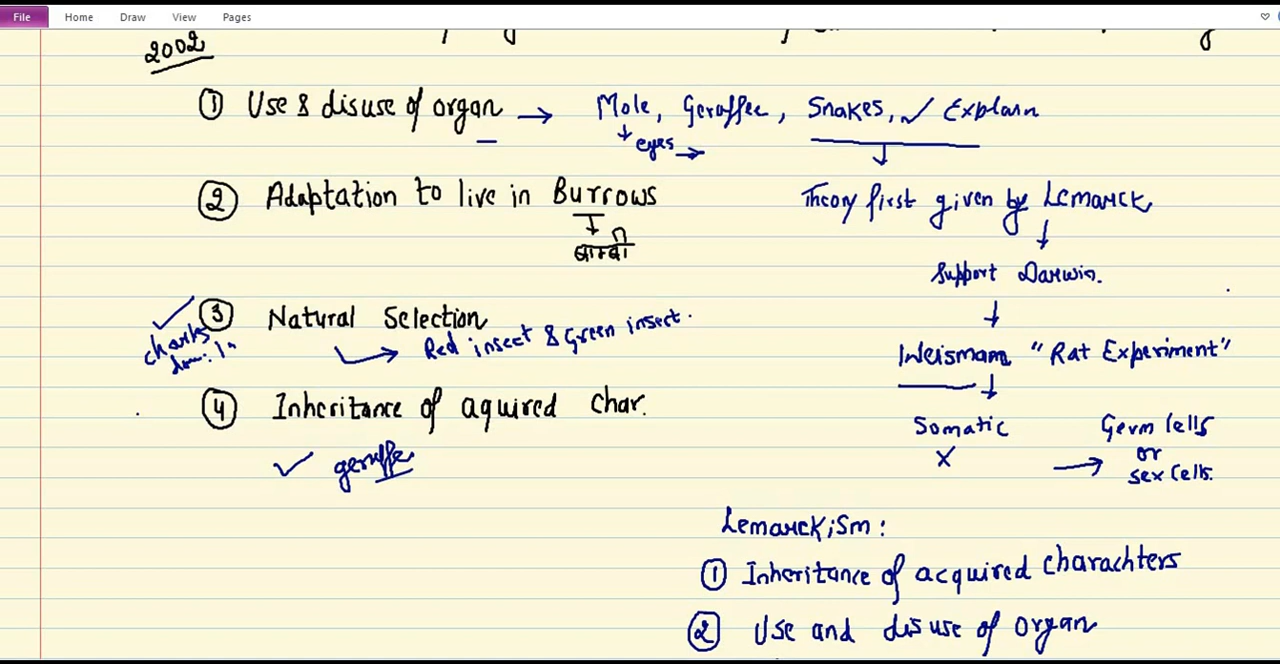 File Home Draw View Pages
2002
① Use & disuse of organ → Mole, Geraffee, Snakes, ✓ Explain
↓ eyes →
② Adaptation to live in Burrows
Theory first given by Lemarck
↓
Support Darwin.
③ Natural Selection
→ Red insect & Green insect.
↓
Weismann "Rat Experiment"
↓
④ Inheritance of aquired char.
✓ geraffe
Somatic
X
→ Germ cells
or
sex cells.
Lemarckism:
① Inheritance of acquired charachters
② Use and disuse of organ